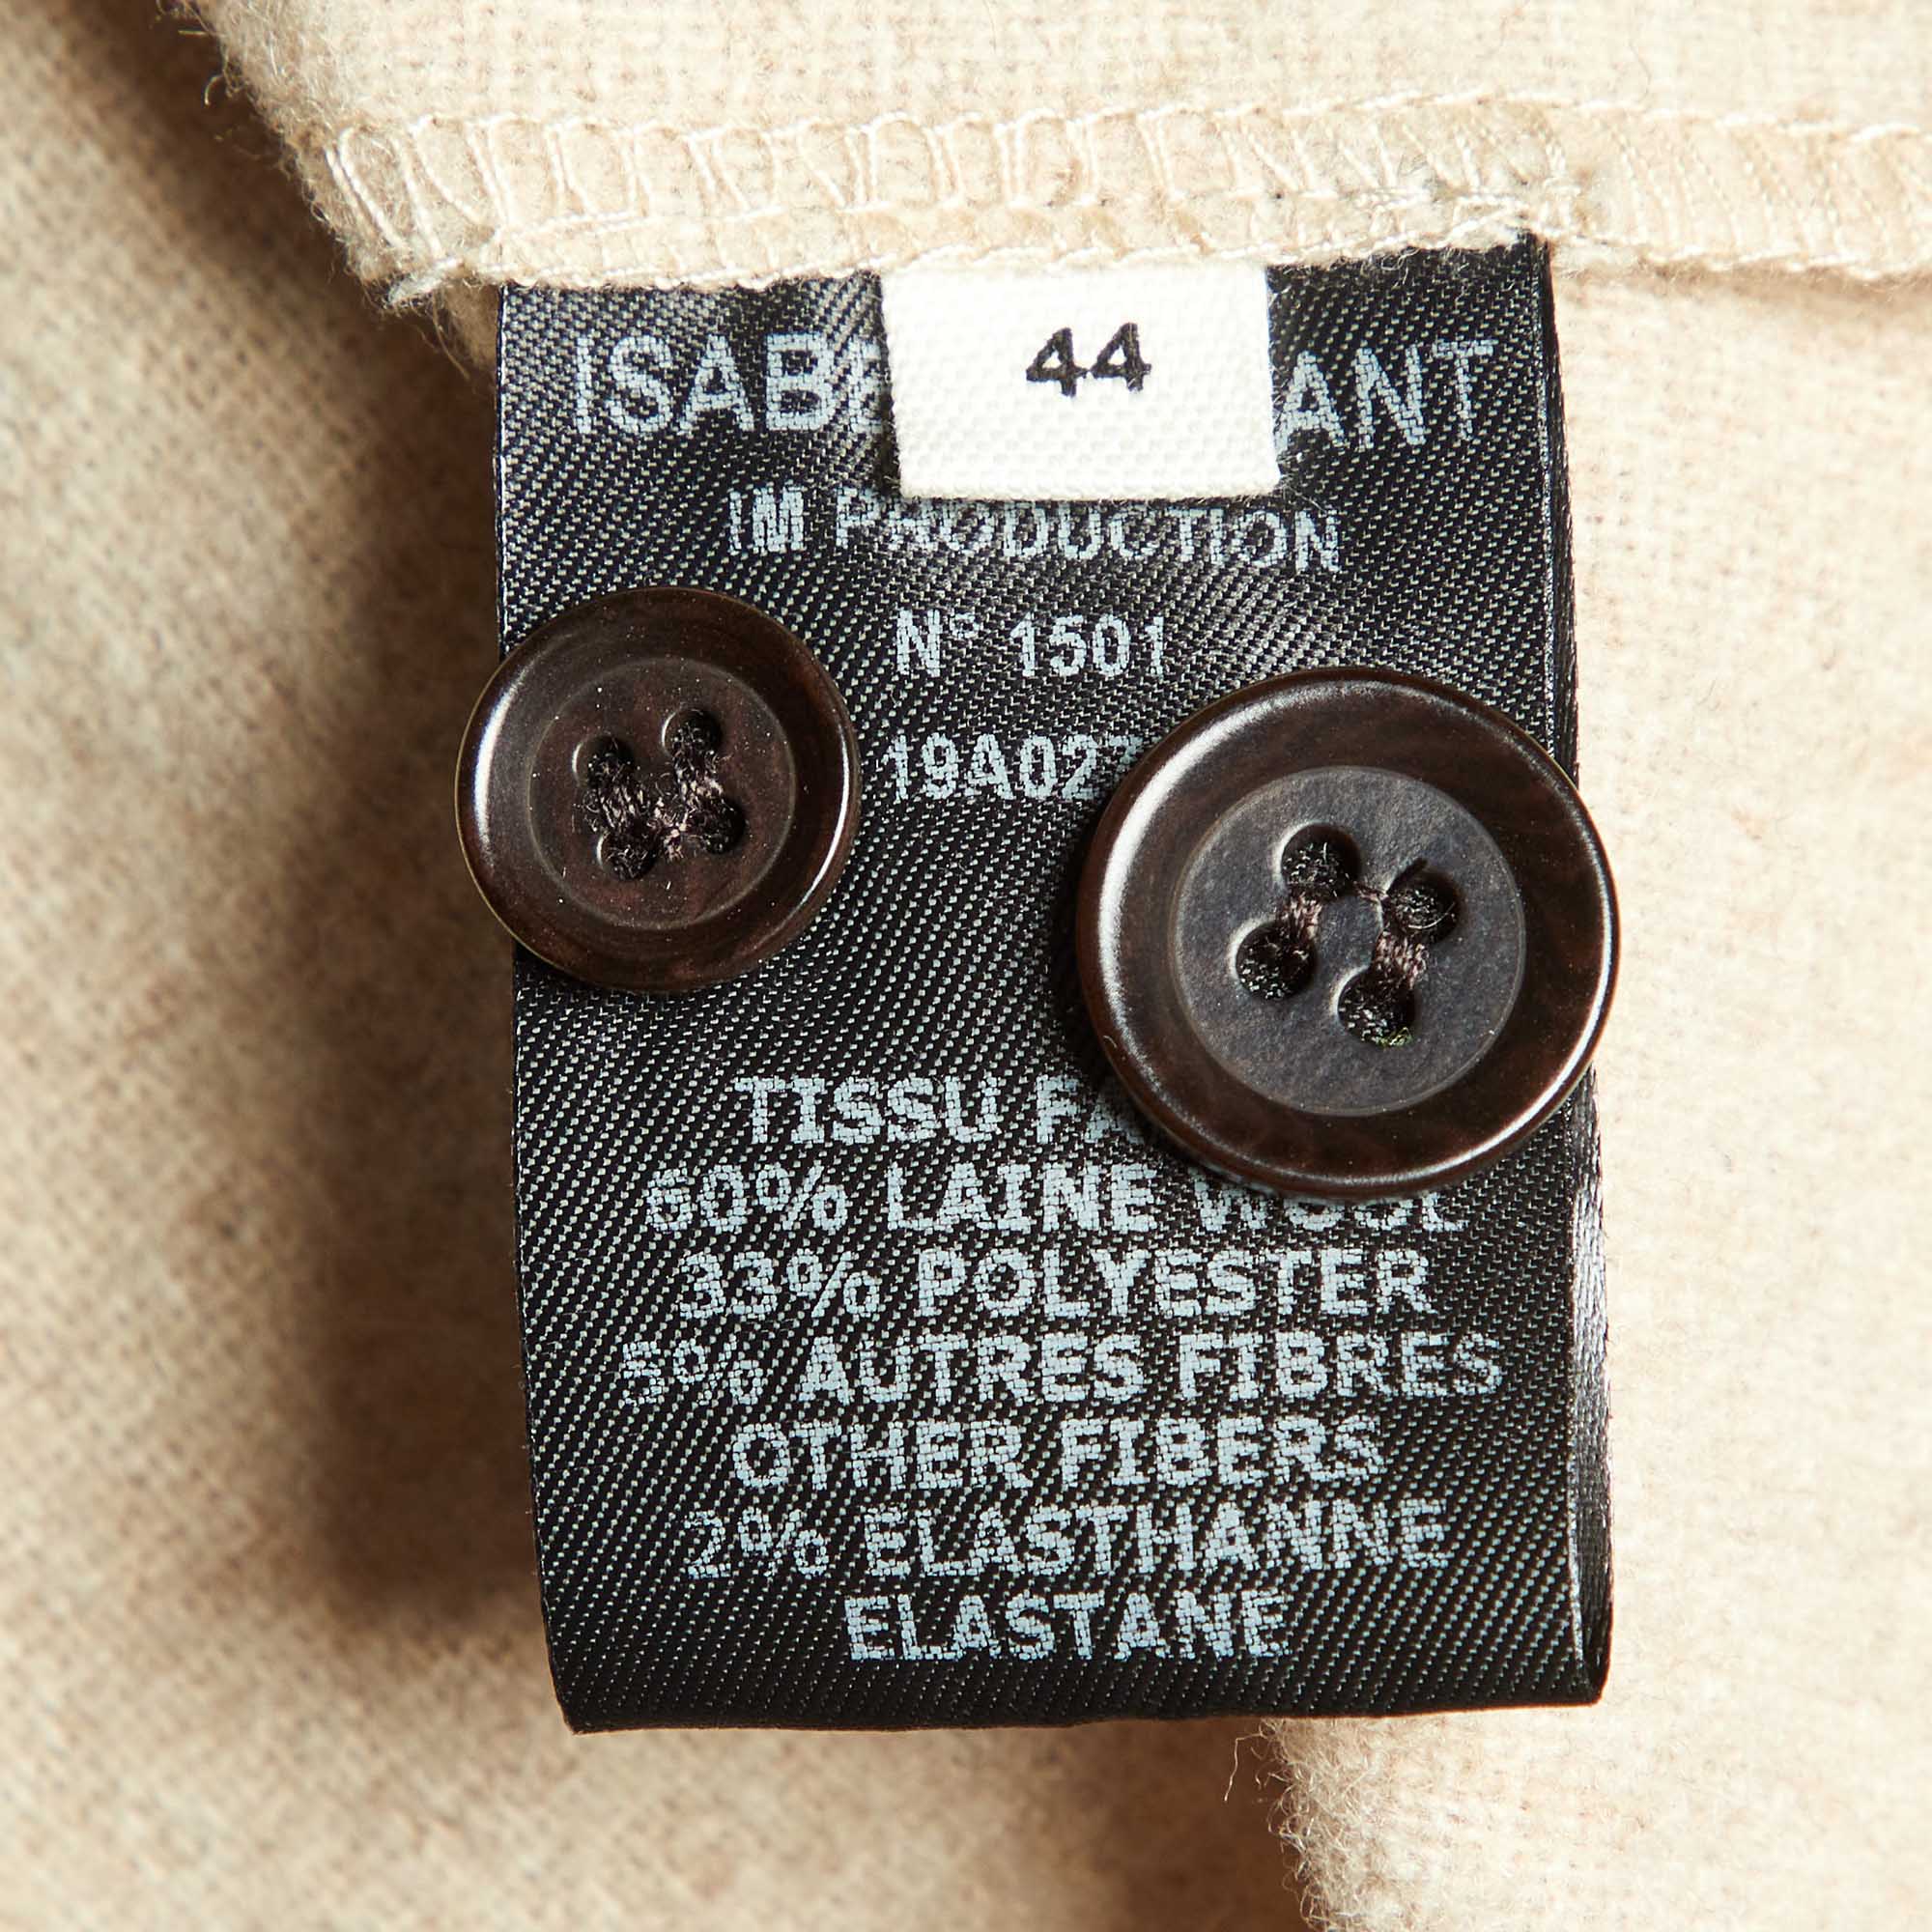 44
IM PRODUCTION
N° 1501
TISSU
60% LAINE WOOL
33% POLYESTER
5% AUTRES FIBRES
OTHER FIBERS
2% ELASTHANNE
ELASTANE